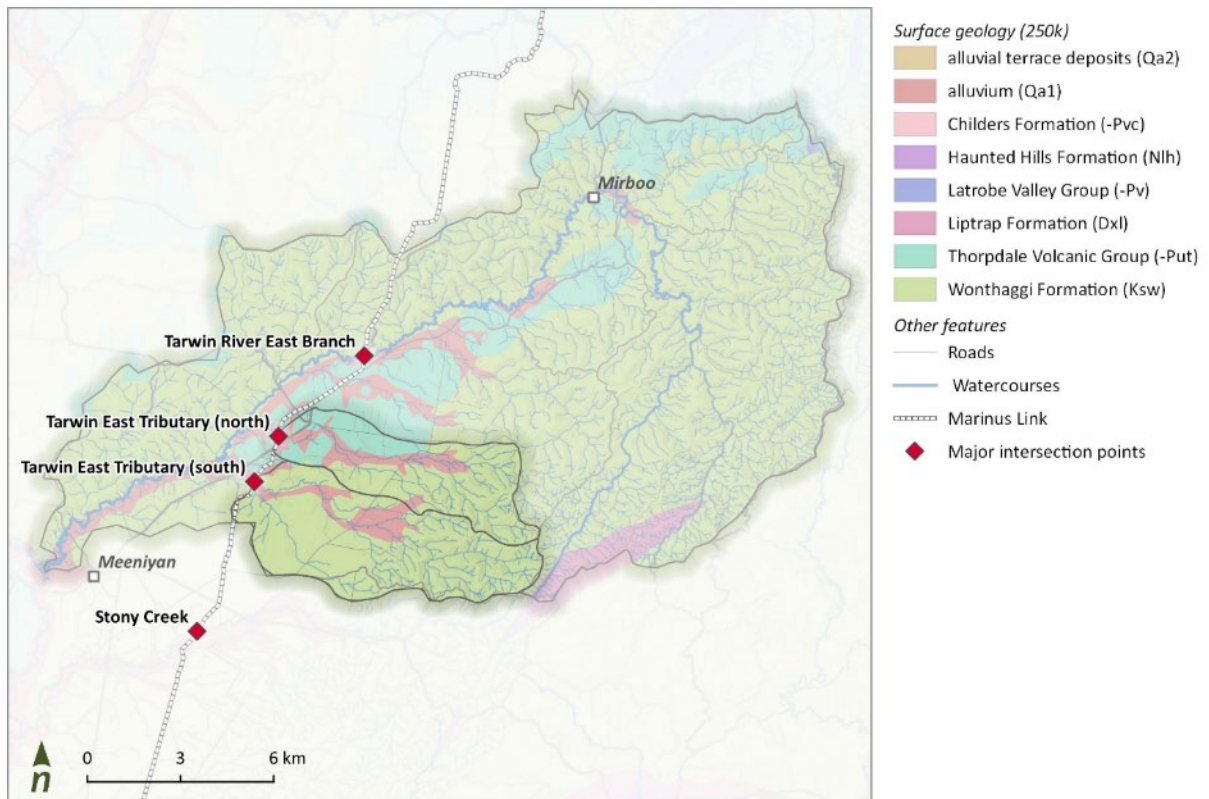 Mirboo
Tarwin River East Branch
Tarwin East Tributary (north)
Tarwin East Tributary (south)
Meeniyan
Stony Creek
n
0 3 6 km
Surface geology (250k)
alluvial terrace deposits (Qa2)
alluvium (Qa1)
Childers Formation (-Pvc)
Haunted Hills Formation (Nlh)
Latrobe Valley Group (-Pv)
Liptrap Formation (Dxl)
Thorpdale Volcanic Group (-Put)
Wonthaggi Formation (Ksw)
Other features
Roads
Watercourses
Marinus Link
Major intersection points